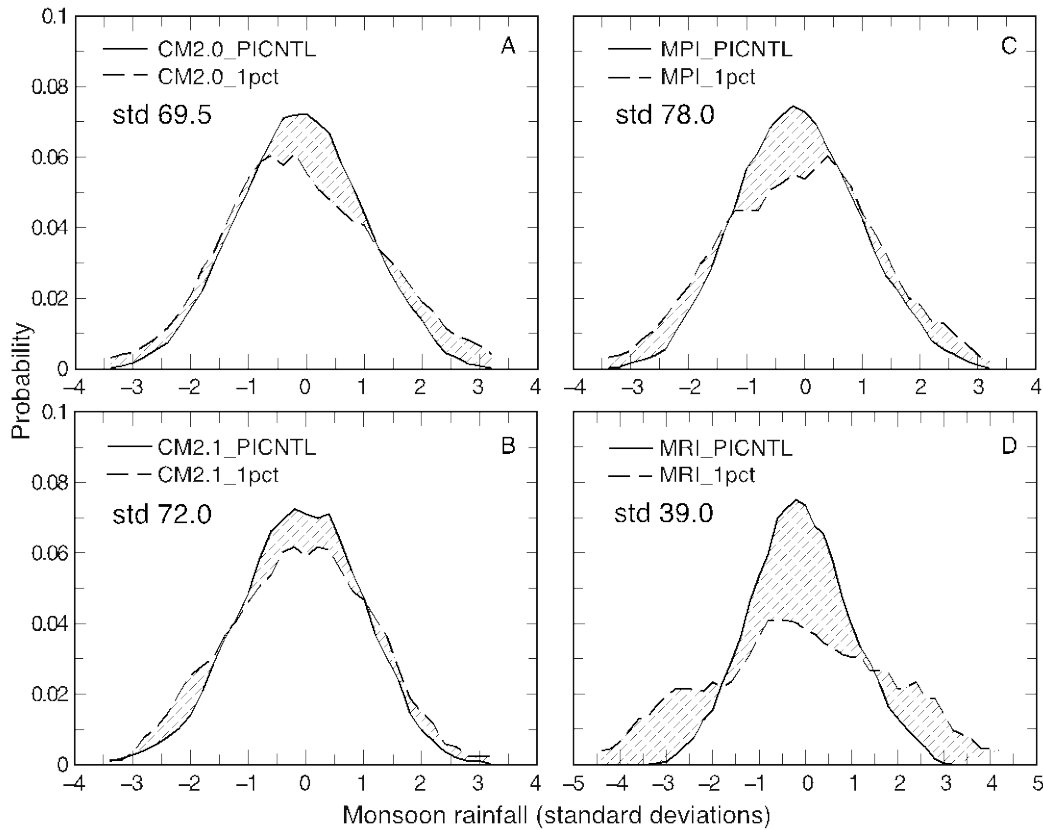 0.1
0.08
0.06
0.04
0.02
0
CM2.0_PICNTL
CM2.0_1pct
std 69.5
A
−4 −3 −2 −1 0 1 2 3 4
MPI_PICNTL
MPI_1pct
std 78.0
C
−4 −3 −2 −1 0 1 2 3 4
Probability
0.1
0.08
0.06
0.04
0.02
0
CM2.1_PICNTL
CM2.1_1pct
std 72.0
B
−4 −3 −2 −1 0 1 2 3 4
MRI_PICNTL
MRI_1pct
std 39.0
D
−5 −4 −3 −2 −1 0 1 2 3 4 5
Monsoon rainfall (standard deviations)